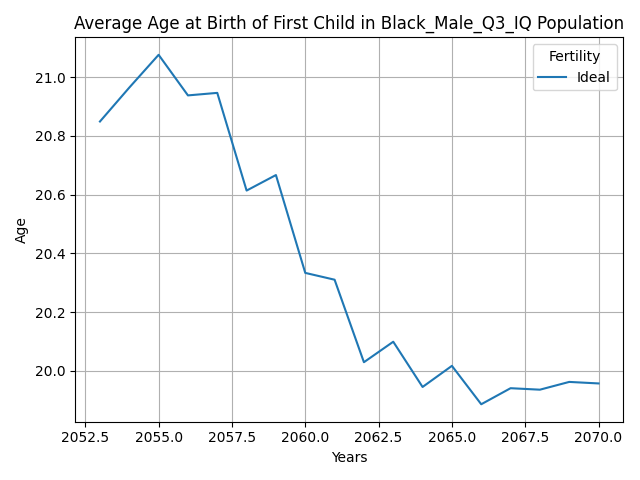 Average Age at Birth of First Child in Black_Male_Q3_IQ Population
Fertility
Ideal
21.0
20.8
20.6
20.4
20.2
20.0
Age
2052.5 2055.0 2057.5 2060.0 2062.5 2065.0 2067.5 2070.0
Years